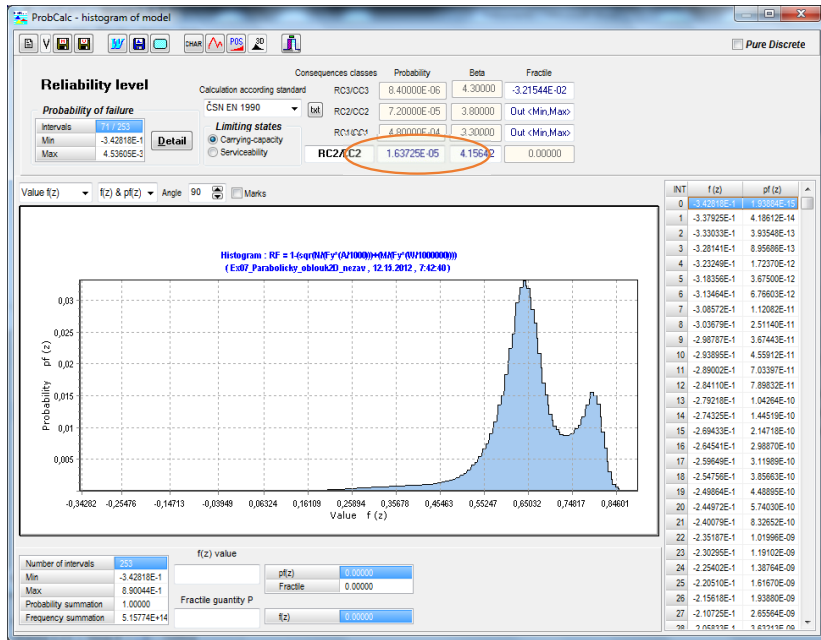 ProbCalc - histogram of model
V CHAR POS 3D Pure Discrete
Reliability level
Probability of failure
Intervals 71 / 253
Min -3.42818E-1
Max 4.53605E-3
Detail
Calculation according standard
ČSN EN 1990 txt
Limiting states
Carrying-capacity
Serviceability
Consequences classes Probability Beta Fractile
RC3/CC3 8.40000E-06 4.30000 -3.21544E-02
RC2/CC2 7.20000E-05 3.80000 Out <Min,Max>
RC1/CC1 4.80000E-04 3.30000 Out <Min,Max>
RC2/CC2 1.63725E-05 4.15642 0.00000
Value f(z) f(z) & pf(z) Angle 90 Marks
Histogram : RF = 1-(sqr(N/(Fy*(A/1000)))+(M/(Fy*(W/1000000))))
( Ex07_Parabolicky_oblouk2D_nezav , 12.11.2012 , 7:42:40 )
Probability pf (z)
0,03
0,025
0,02
0,015
0,01
0,005
-0,34282 -0,25476 -0,14713 -0,03949 0,06324 0,16109 0,25894 0,35678 0,45463 0,55247 0,65032 0,74817 0,84601
Value f (z)
INT f (z) pf (z)
0 -3.42818E-1 1.93884E-15
1 -3.37925E-1 4.18612E-14
2 -3.33033E-1 3.93548E-13
3 -3.28141E-1 8.95686E-13
4 -3.23249E-1 1.72370E-12
5 -3.18356E-1 3.67500E-12
6 -3.13464E-1 6.76603E-12
7 -3.08572E-1 1.12082E-11
8 -3.03679E-1 2.51140E-11
9 -2.98787E-1 3.67443E-11
10 -2.93895E-1 4.55912E-11
11 -2.89002E-1 7.03397E-11
12 -2.84110E-1 7.89832E-11
13 -2.79218E-1 1.04264E-10
14 -2.74325E-1 1.44519E-10
15 -2.69433E-1 2.14718E-10
16 -2.64541E-1 2.98870E-10
17 -2.59649E-1 3.11989E-10
18 -2.54756E-1 3.85663E-10
19 -2.49864E-1 4.48895E-10
20 -2.44972E-1 5.74030E-10
21 -2.40079E-1 8.32652E-10
22 -2.35187E-1 1.01996E-09
23 -2.30295E-1 1.19102E-09
24 -2.25402E-1 1.38764E-09
25 -2.20510E-1 1.61670E-09
26 -2.15618E-1 1.93880E-09
27 -2.10725E-1 2.65564E-09
28 -2.05833E-1 3.63213E-09
Number of intervals 253
Min -3.42818E-1
Max 8.90044E-1
Probability summation 1.00000
Frequency summation 5.15774E+14
f(z) value
Fractile guantity P
pf(z) 0.00000
Fractile 0.00000
f(z) 0.00000